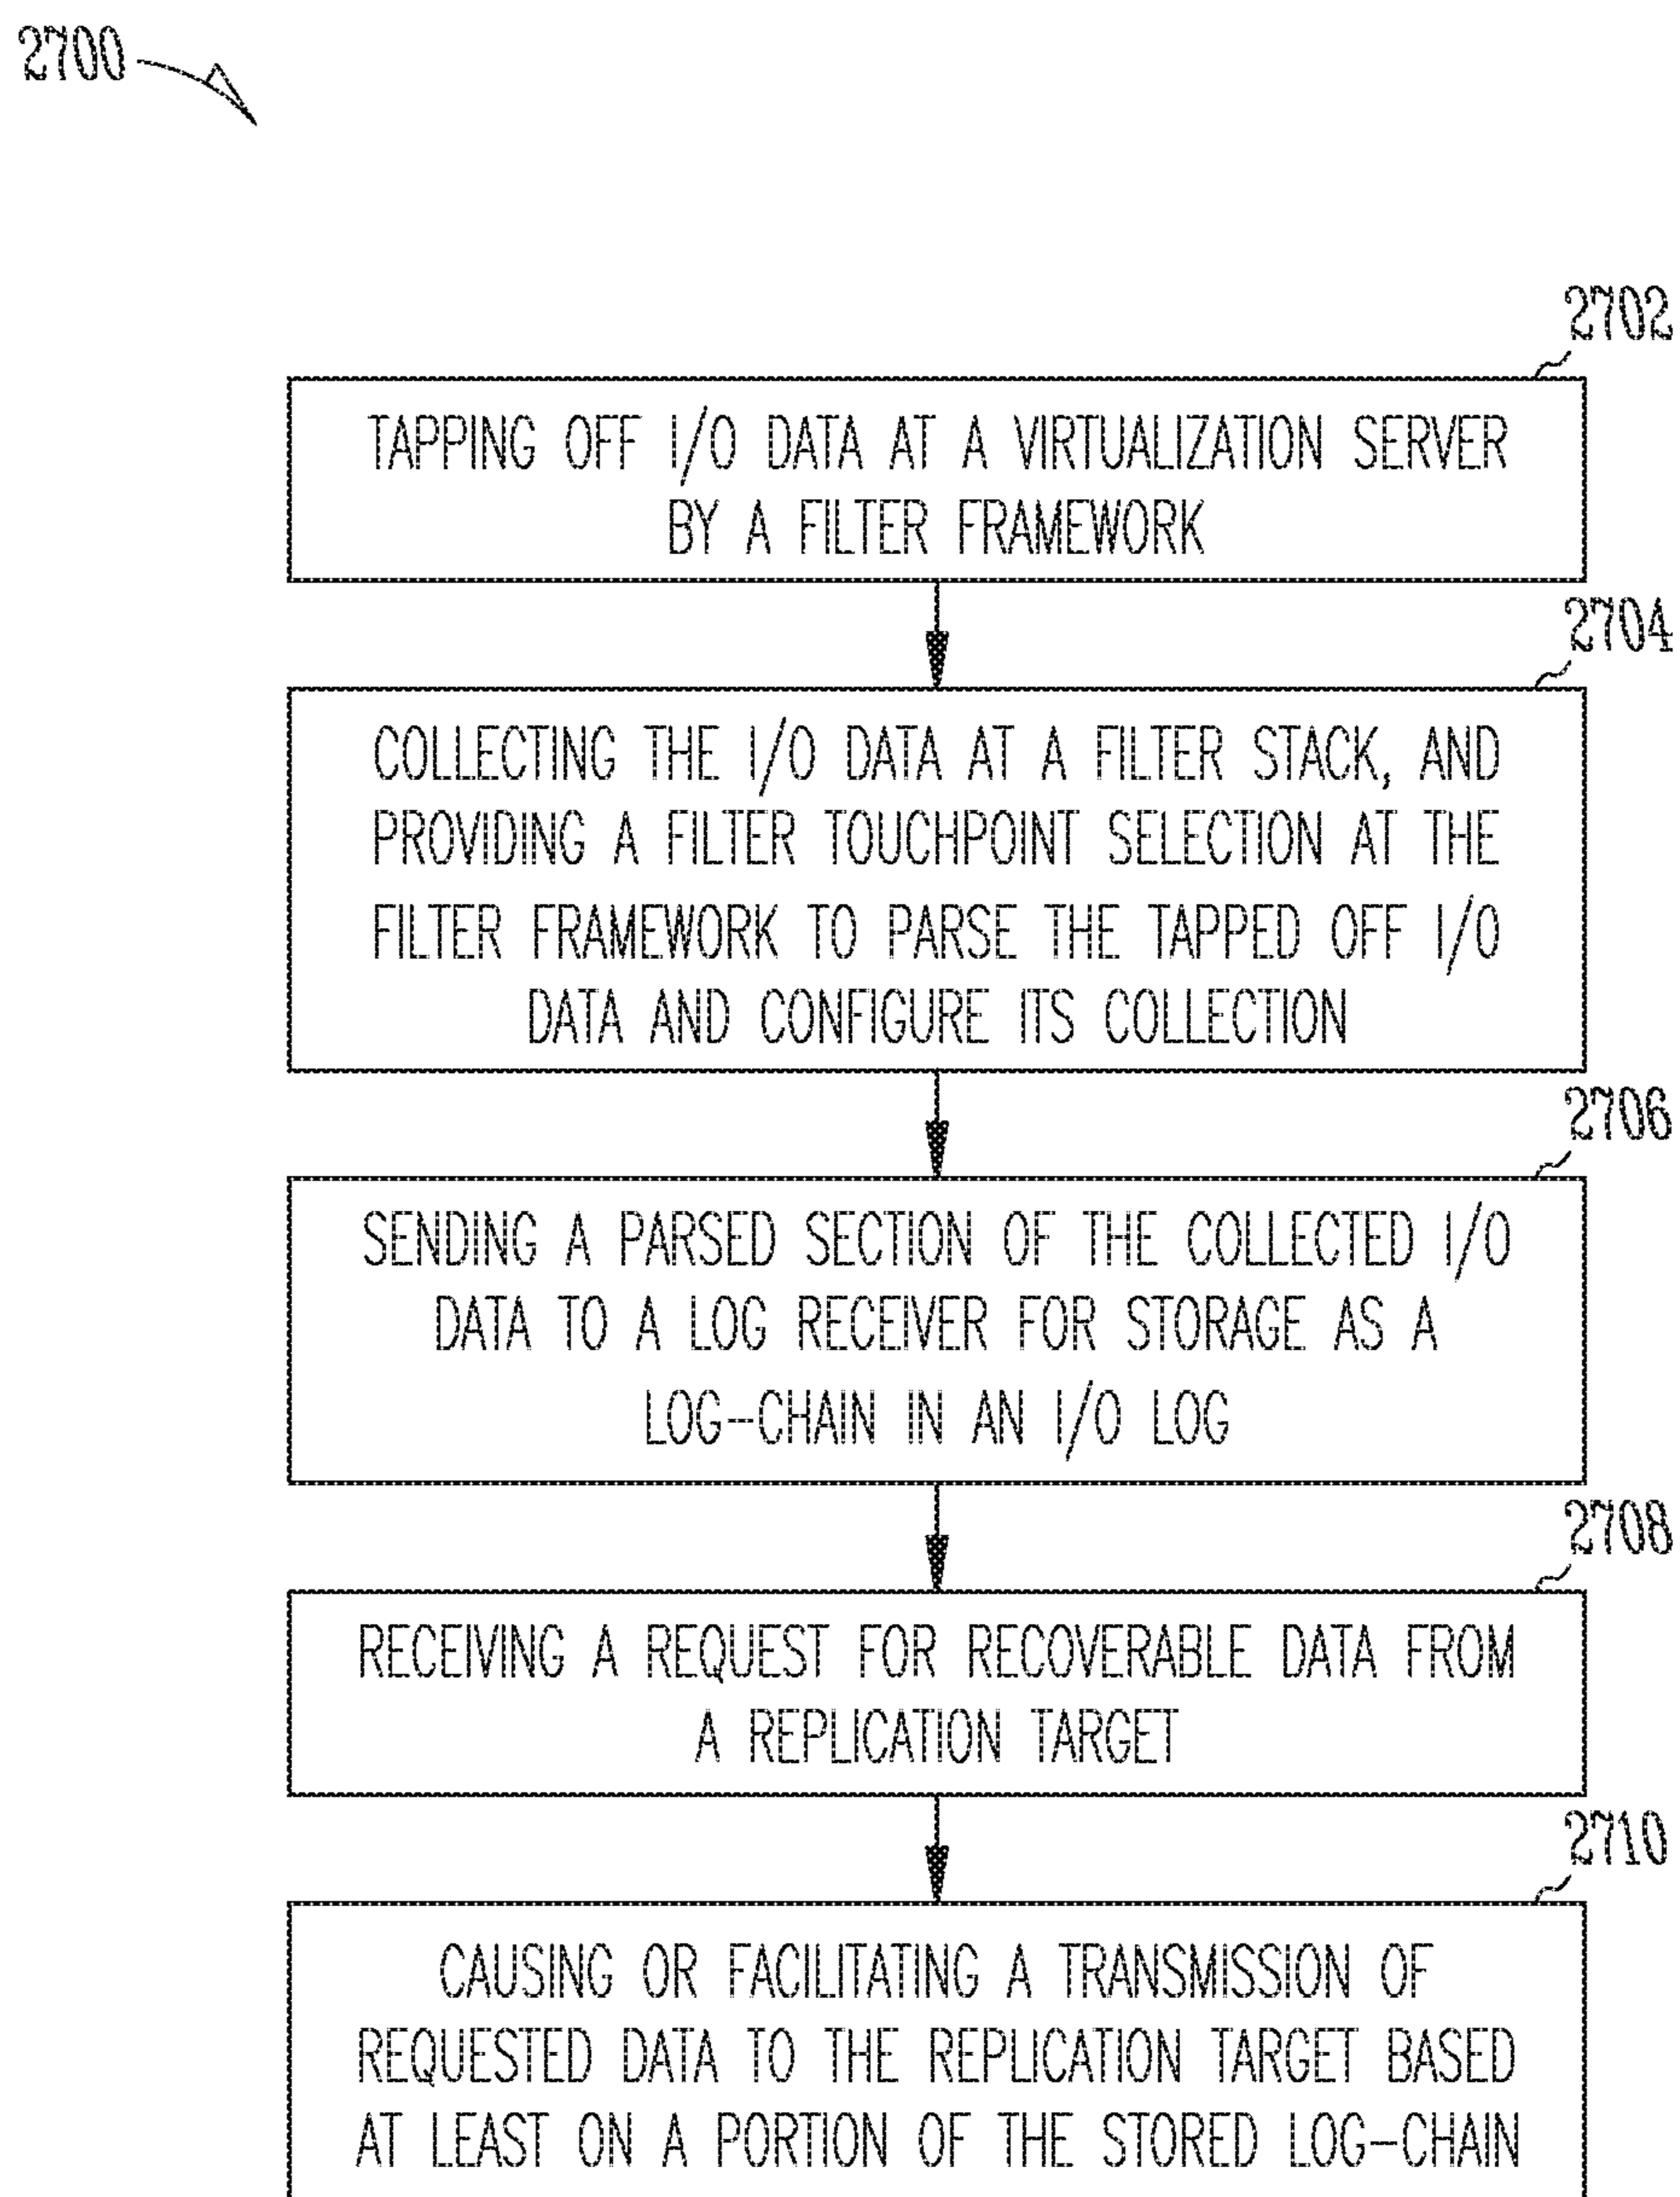 2700
2702
TAPPING OFF I/O DATA AT A VIRTUALIZATION SERVER
BY A FILTER FRAMEWORK
2704
COLLECTING THE I/O DATA AT A FILTER STACK, AND
PROVIDING A FILTER TOUCHPOINT SELECTION AT THE
FILTER FRAMEWORK TO PARSE THE TAPPED OFF I/O
DATA AND CONFIGURE ITS COLLECTION
2706
SENDING A PARSED SECTION OF THE COLLECTED I/O
DATA TO A LOG RECEIVER FOR STORAGE AS A
LOG-CHAIN IN AN I/O LOG
2708
RECEIVING A REQUEST FOR RECOVERABLE DATA FROM
A REPLICATION TARGET
2710
CAUSING OR FACILITATING A TRANSMISSION OF
REQUESTED DATA TO THE REPLICATION TARGET BASED
AT LEAST ON A PORTION OF THE STORED LOG-CHAIN